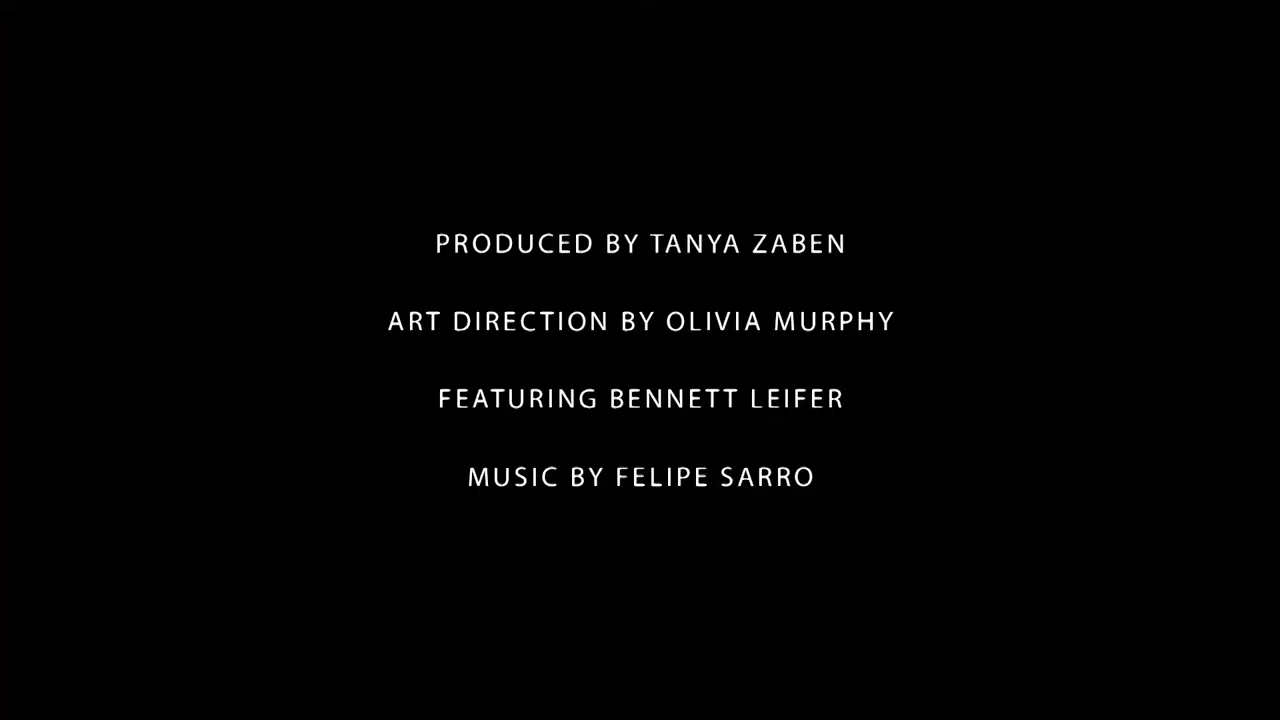 PRODUCED BY TANYA ZABEN
ART DIRECTION BY OLIVIA MURPHY
FEATURING BENNETT LEIFER
MUSIC BY FELIPE SARRO